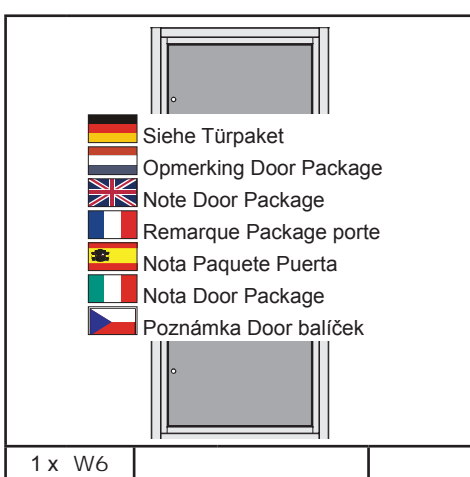 Siehe Türpaket
Opmerking Door Package
Note Door Package
Remarque Package porte
Nota Paquete Puerta
Nota Door Package
Poznámka Door balíček
1 x W6